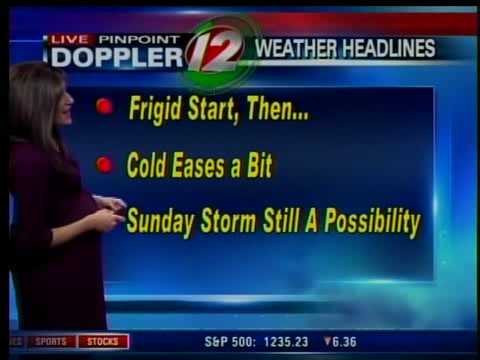 LIVE PINPOINT
DOPPLER 12 WEATHER HEADLINES
Frigid Start, Then...
Cold Eases a Bit
Sunday Storm Still A Possibility
ES SPORTS STOCKS S&P 500: 1235.23 ▼6.36